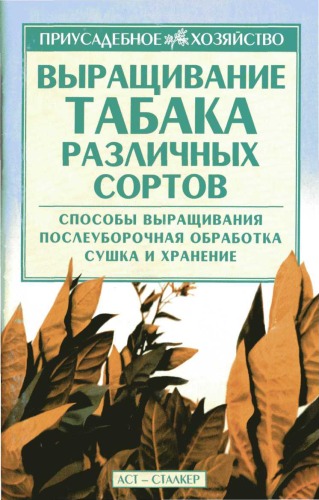 ПРИУСАДЕБНОЕ ХОЗЯЙСТВО
ВЫРАЩИВАНИЕ
ТАБАКА
РАЗЛИЧНЫХ
СОРТОВ
СПОСОБЫ ВЫРАЩИВАНИЯ
ПОСЛЕУБОРОЧНАЯ ОБРАБОТКА
СУШКА И ХРАНЕНИЕ
АСТ – СТАЛКЕР